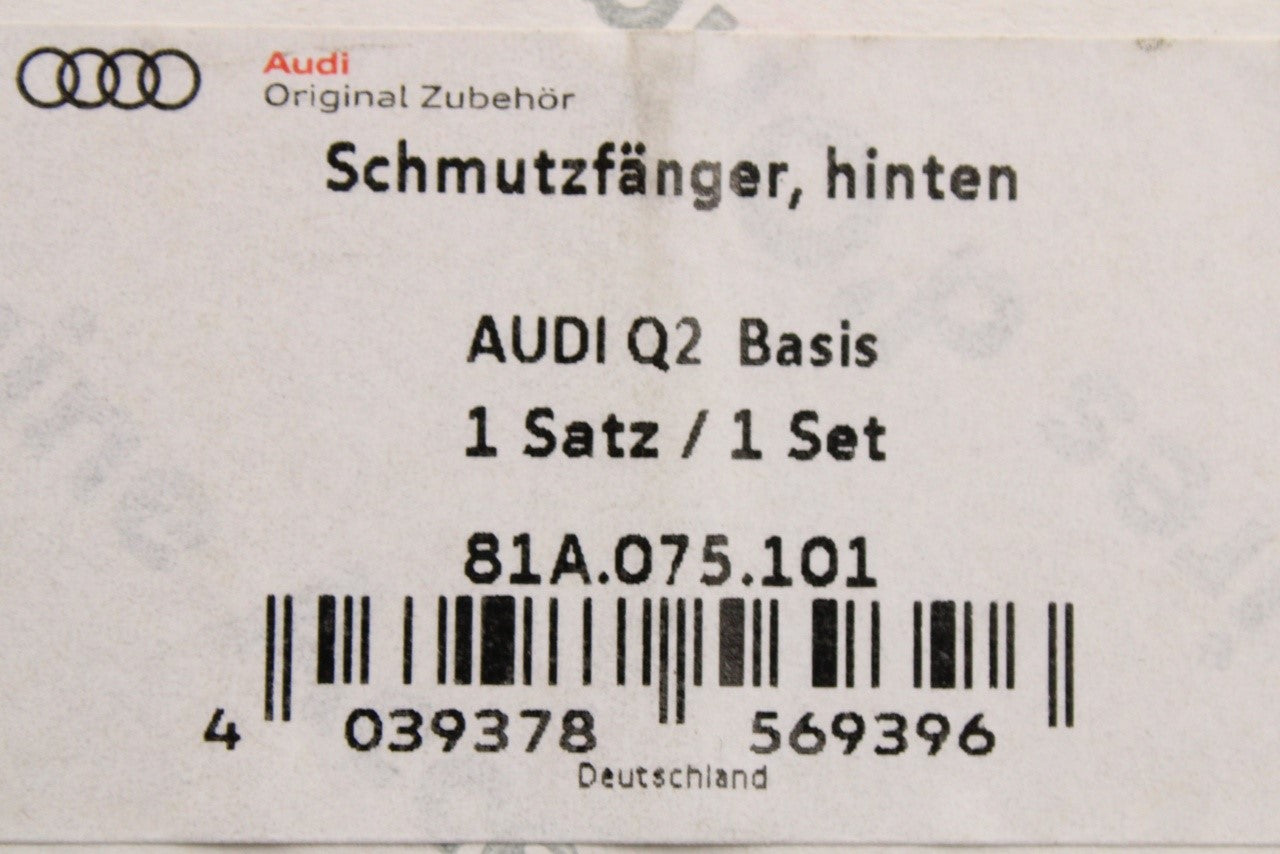 Audi
Original Zubehör
Schmutzfänger, hinten
AUDI Q2 Basis
1 Satz / 1 Set
81A.075.101
4 039378 569396
Deutschland